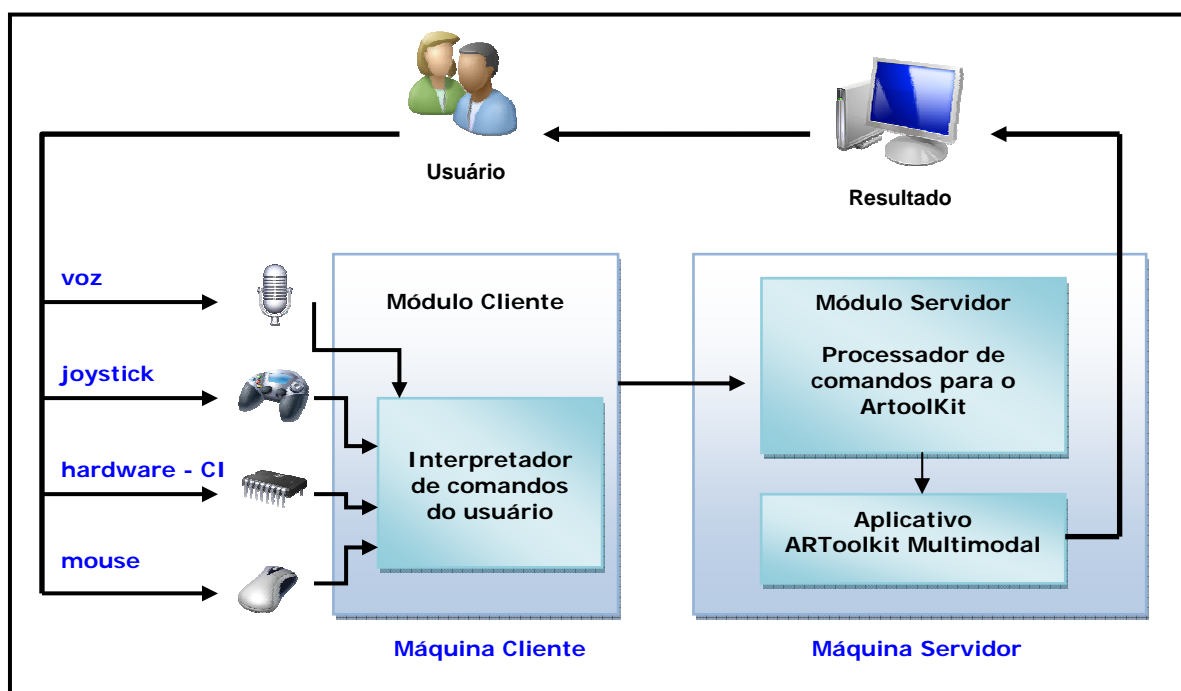 Usuário
Resultado
voz
joystick
hardware - CI
mouse
Módulo Cliente
Interpretador
de comandos
do usuário
Máquina Cliente
Módulo Servidor
Processador de
comandos para o
ArtoolKit
Aplicativo
ARToolkit Multimodal
Máquina Servidor